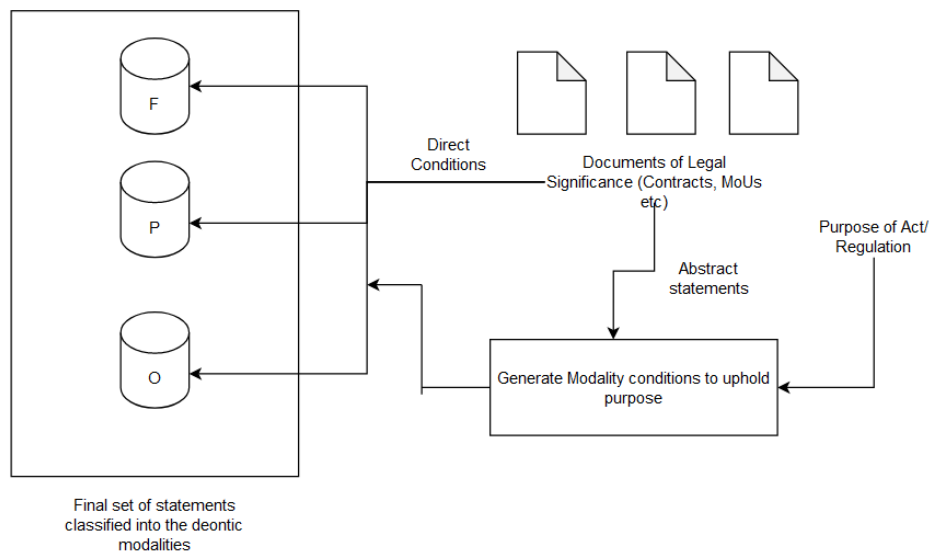 F
P
O
Direct
Conditions
Documents of Legal
Significance (Contracts, MoUs
etc)
Purpose of Act/
Regulation
Abstract
statements
Generate Modality conditions to uphold
purpose
Final set of statements
classified into the deontic
modalities